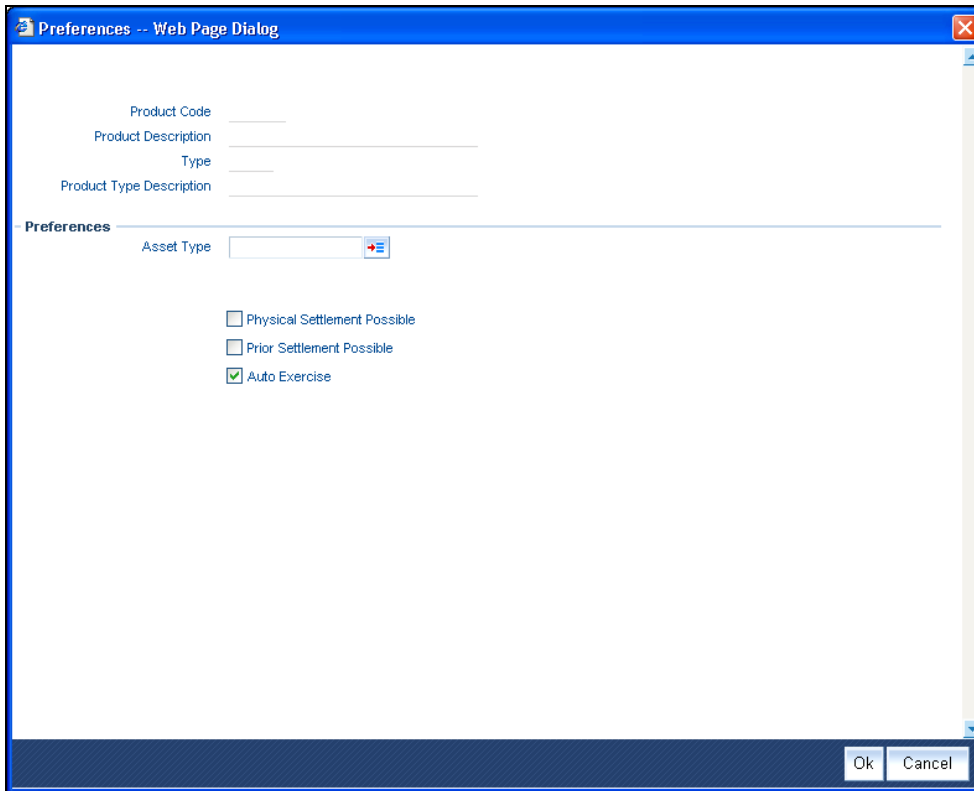 Preferences -- Web Page Dialog
Product Code
Product Description
Type
Product Type Description
Preferences
Asset Type
Physical Settlement Possible
Prior Settlement Possible
Auto Exercise
Ok Cancel